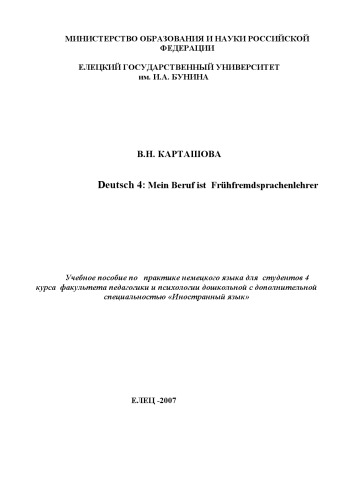 МИНИСТЕРСТВО ОБРАЗОВАНИЯ И НАУКИ РОССИЙСКОЙ
ФЕДЕРАЦИИ
ЕЛЕЦКИЙ ГОСУДАРСТВЕННЫЙ УНИВЕРСИТЕТ
им. И.А. БУНИНА
В.Н. КАРТАШОВА
Deutsch 4: Mein Beruf ist Frühfremdsprachenlehrer
Учебное пособие по практике немецкого языка для студентов 4
курса факультета педагогики и психологии дошкольной с дополнительной
специальностью «Иностранный язык»
ЕЛЕЦ -2007